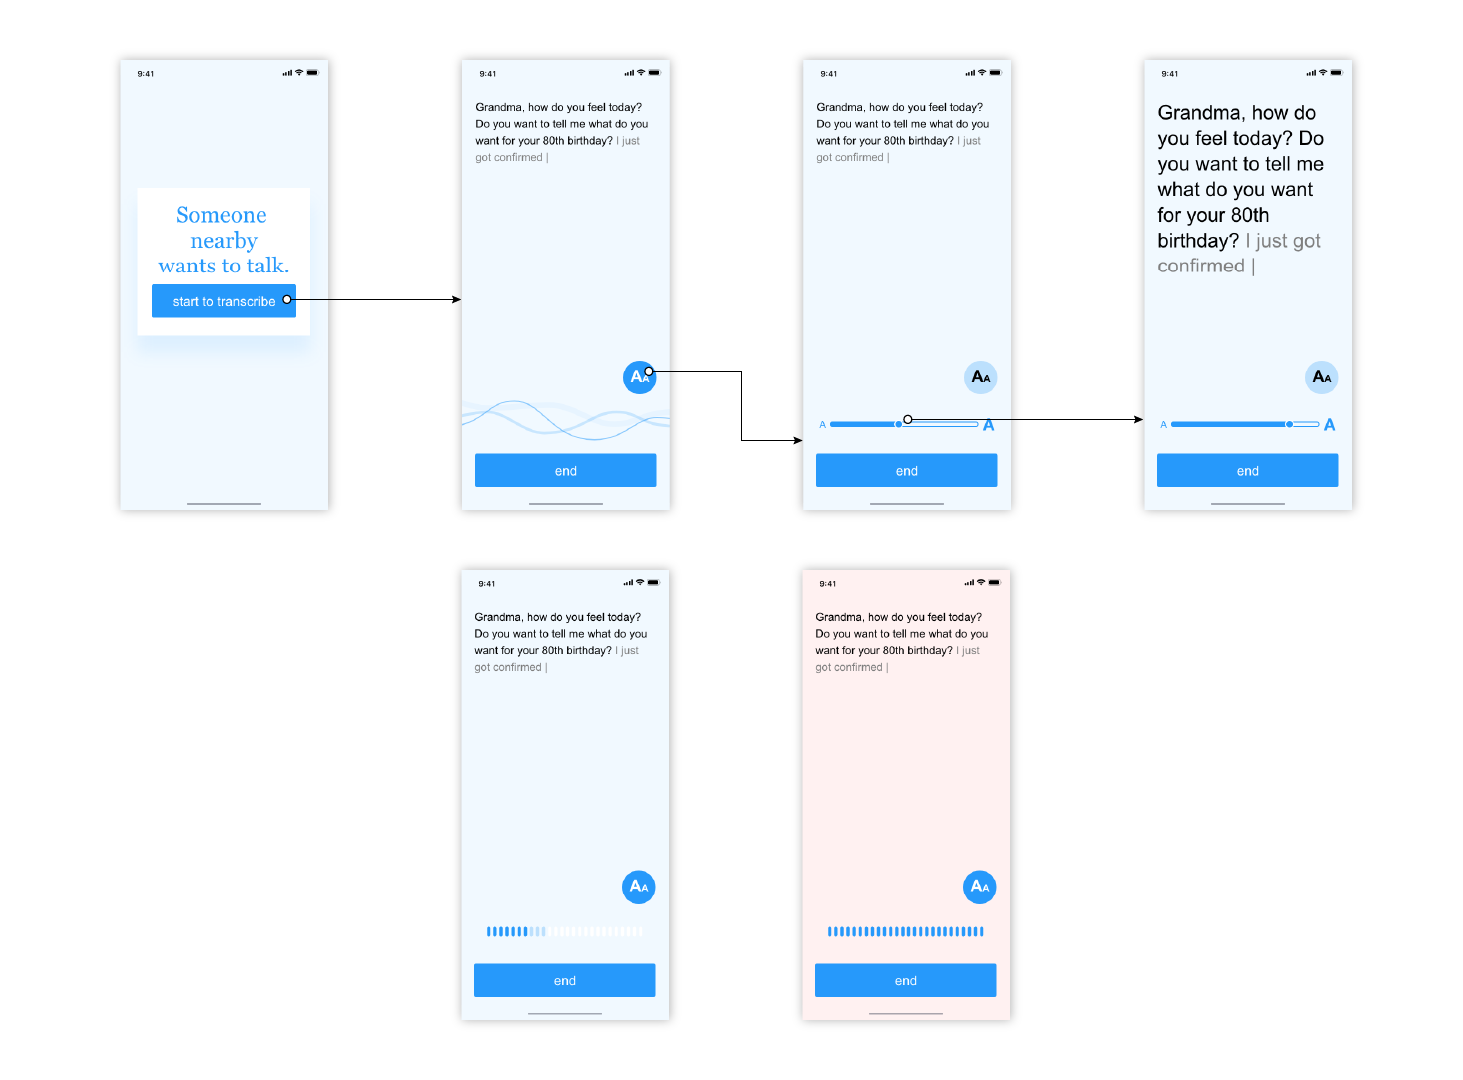 9:41
Someone
nearby
wants to talk.
start to transcribe
9:41
Grandma, how do you feel today?
Do you want to tell me what do you
want for your 80th birthday? I just
got confirmed |
AA
end
9:41
Grandma, how do you feel today?
Do you want to tell me what do you
want for your 80th birthday? I just
got confirmed |
AA
A A
end
9:41
Grandma, how do
you feel today? Do
you want to tell me
what do you want
for your 80th
birthday? I just got
confirmed |
AA
A A
end
9:41
Grandma, how do you feel today?
Do you want to tell me what do you
want for your 80th birthday? I just
got confirmed |
AA
end
9:41
Grandma, how do you feel today?
Do you want to tell me what do you
want for your 80th birthday? I just
got confirmed |
AA
end